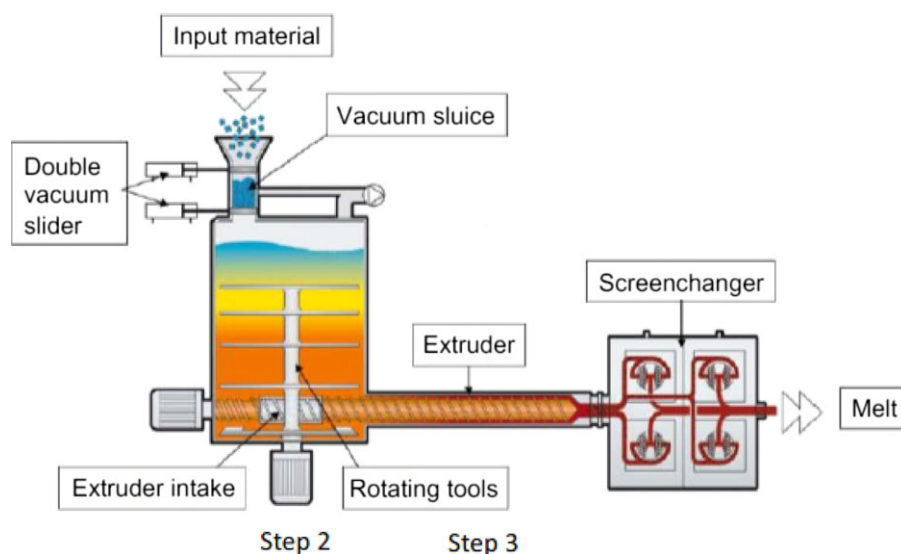 Input material
Vacuum sluice
Double
vacuum
slider
Screenchanger
Extruder
Melt
Extruder intake
Rotating tools
Step 2
Step 3